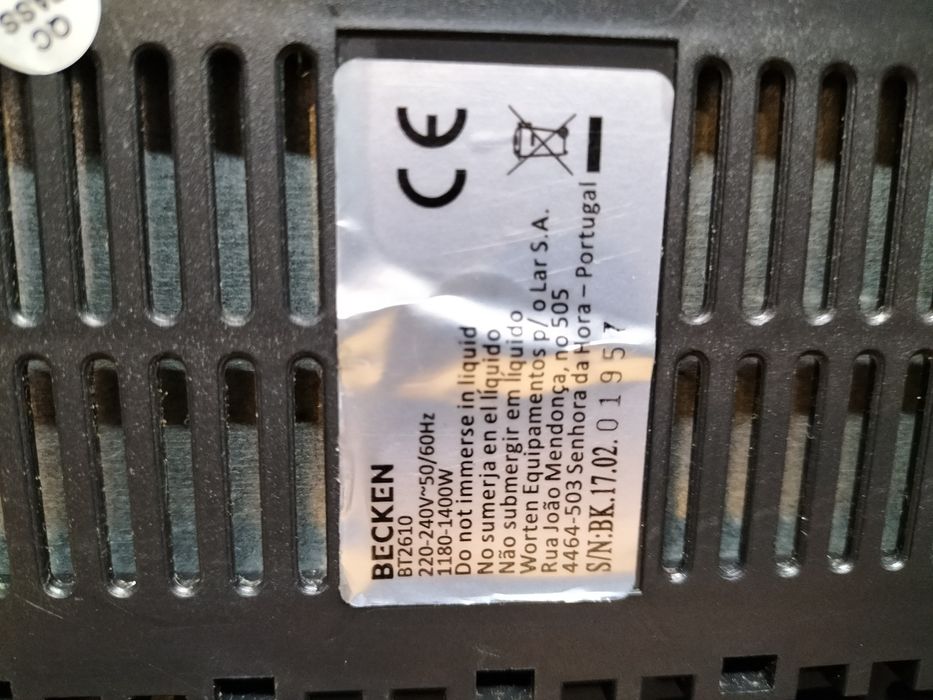 BECKEN
BT2610
220-240V~50/60Hz
1180-1400W
Do not immerse in liquid
No sumerja en el líquido
Não submergir em líquido
Worten Equipamentos p/ o Lar S.A.
Rua João Mendonça, no 505
4464-503 Senhora da Hora – Portugal
S/N:BK.17.02. 01957
CE
QC